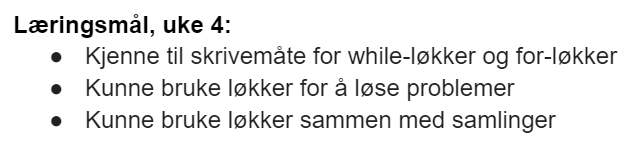 Læringsmål, uke 4:
● Kjenne til skrivemåte for while-løkker og for-løkker
● Kunne bruke løkker for å løse problemer
● Kunne bruke løkker sammen med samlinger